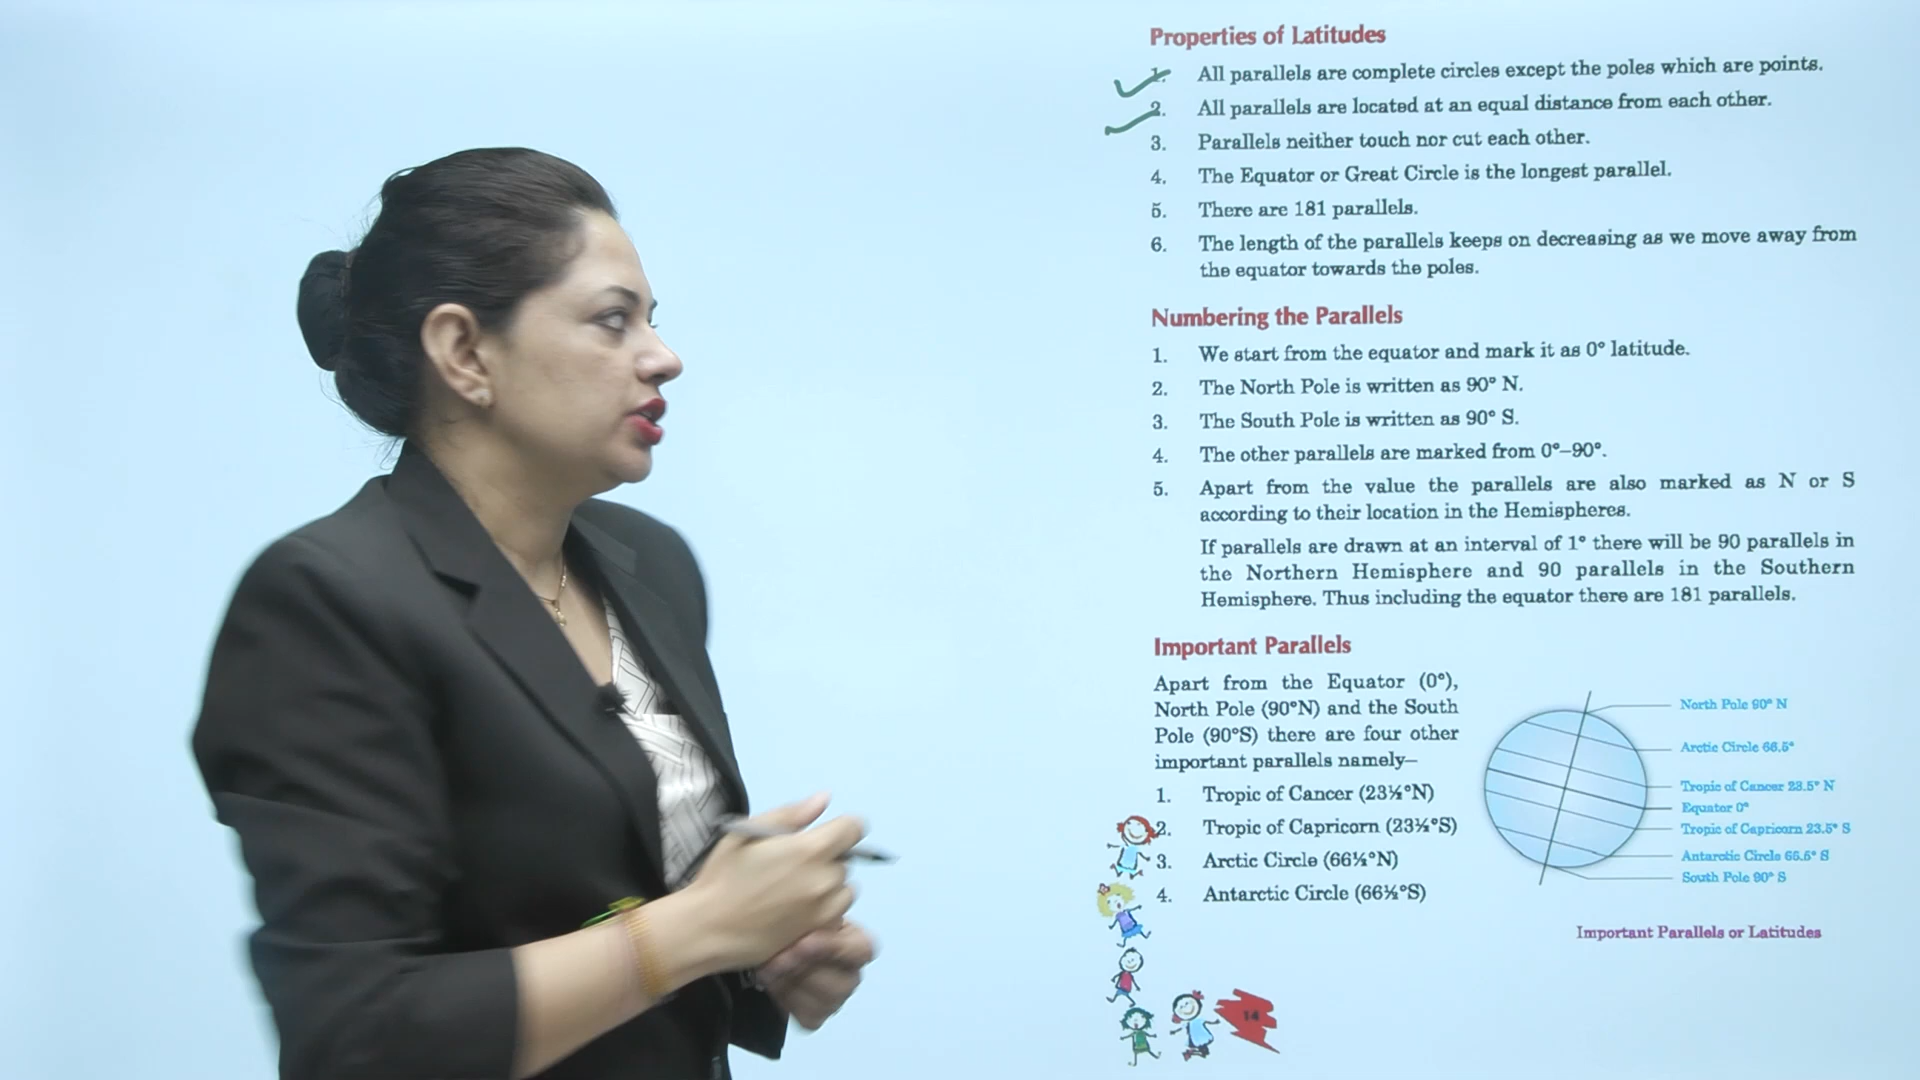 Properties of Latitudes
1. All parallels are complete circles except the poles which are points.
2. All parallels are located at an equal distance from each other.
3. Parallels neither touch nor cut each other.
4. The Equator or Great Circle is the longest parallel.
5. There are 181 parallels.
6. The length of the parallels keeps on decreasing as we move away from
the equator towards the poles.
Numbering the Parallels
1. We start from the equator and mark it as 0° latitude.
2. The North Pole is written as 90° N.
3. The South Pole is written as 90° S.
4. The other parallels are marked from 0°–90°.
5. Apart from the value the parallels are also marked as N or S
according to their location in the Hemispheres.
If parallels are drawn at an interval of 1° there will be 90 parallels in
the Northern Hemisphere and 90 parallels in the Southern
Hemisphere. Thus including the equator there are 181 parallels.
Important Parallels
Apart from the Equator (0°),
North Pole (90°N) and the South
Pole (90°S) there are four other
important parallels namely–
1. Tropic of Cancer (23½°N)
2. Tropic of Capricorn (23½°S)
3. Arctic Circle (66½°N)
4. Antarctic Circle (66½°S)
North Pole 90° N
Arctic Circle 66.5°
Tropic of Cancer 23.5° N
Equator 0°
Tropic of Capricorn 23.5° S
Antarctic Circle 66.5° S
South Pole 90° S
Important Parallels or Latitudes
14